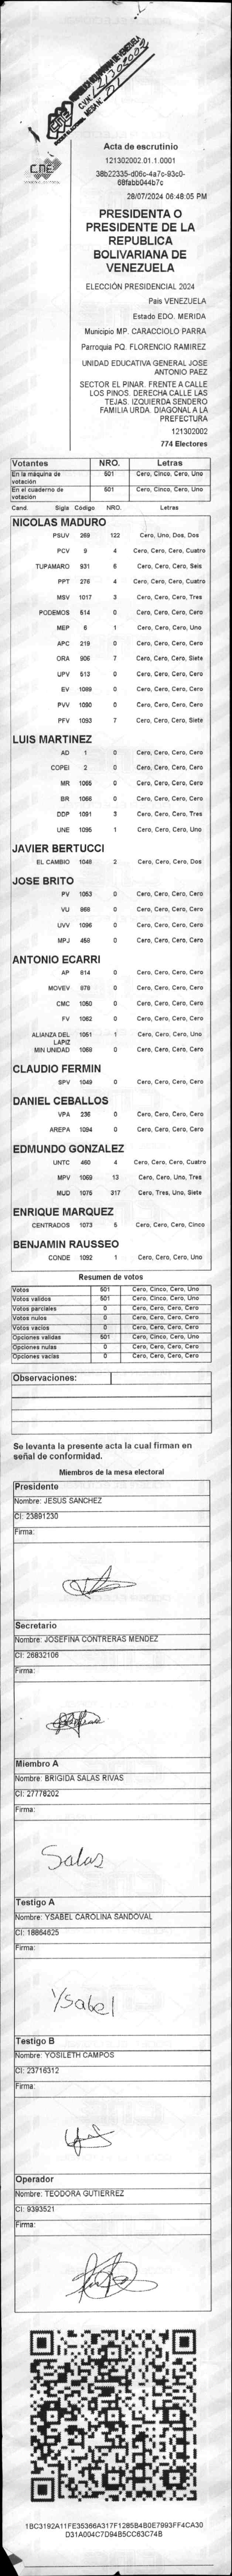 REPUBLICA BOLIVARIANA DE VENEZUELA
PODER ELECTORAL
CNE
MESA N° 01
CNE
Acta de escrutinio
121302002.01.1.0001
28/07/2024 06:48:05 PM
PRESIDENTA O
PRESIDENTE DE LA
REPUBLICA
BOLIVARIANA DE
VENEZUELA
ELECCIÓN PRESIDENCIAL 2024
Pais VENEZUELA
Estado EDO. MERIDA
Municipio MP. CARACCIOLO PARRA
Parroquia PQ. FLORENCIO RAMIREZ
UNIDAD EDUCATIVA GENERAL JOSE
ANTONIO PAEZ
SECTOR EL PINAR. FRENTE A CALLE
LOS PINOS. DERECHA CALLE LAS
TEJAS. IZQUIERDA SENDERO
FAMILIA URDA. DIAGONAL A LA
PREFECTURA
121302002
774 Electores
Votantes NRO. Letras
En la máquina de votación 501 Cero, Cinco, Cero, Uno
En el cuaderno de votación 501 Cero, Cinco, Cero, Uno
Cand. Sigla Código NRO. Letras
NICOLAS MADURO
PSUV 269 122 Cero, Uno, Dos, Dos
PCV 9 4 Cero, Cero, Cero, Cuatro
TUPAMARO 931 6 Cero, Cero, Cero, Seis
PPT 276 4 Cero, Cero, Cero, Cuatro
MSV 1017 3 Cero, Cero, Cero, Tres
PODEMOS 614 0 Cero, Cero, Cero, Cero
MEP 6 1 Cero, Cero, Cero, Uno
APC 219 0 Cero, Cero, Cero, Cero
ORA 906 7 Cero, Cero, Cero, Siete
UPV 513 0 Cero, Cero, Cero, Cero
EV 1089 0 Cero, Cero, Cero, Cero
PVV 1090 0 Cero, Cero, Cero, Cero
PFV 1093 7 Cero, Cero, Cero, Siete
LUIS MARTINEZ
AD 1 0 Cero, Cero, Cero, Cero
COPEI 2 0 Cero, Cero, Cero, Cero
MR 1065 0 Cero, Cero, Cero, Cero
BR 1066 0 Cero, Cero, Cero, Cero
DDP 1091 3 Cero, Cero, Cero, Tres
UNE 1095 1 Cero, Cero, Cero, Uno
JAVIER BERTUCCI
EL CAMBIO 1046 2 Cero, Cero, Cero, Dos
JOSE BRITO
PV 1053 0 Cero, Cero, Cero, Cero
VU 968 0 Cero, Cero, Cero, Cero
UVV 1096 0 Cero, Cero, Cero, Cero
MPJ 458 0 Cero, Cero, Cero, Cero
ANTONIO ECARRI
AP 814 0 Cero, Cero, Cero, Cero
MOVEV 878 0 Cero, Cero, Cero, Cero
CMC 1050 0 Cero, Cero, Cero, Cero
FV 1062 0 Cero, Cero, Cero, Cero
ALIANZA DEL LAPIZ 1061 1 Cero, Cero, Cero, Uno
MIN UNIDAD 1069 0 Cero, Cero, Cero, Cero
CLAUDIO FERMIN
SPV 1049 0 Cero, Cero, Cero, Cero
DANIEL CEBALLOS
VPA 236 0 Cero, Cero, Cero, Cero
AREPA 1094 0 Cero, Cero, Cero, Cero
EDMUNDO GONZALEZ
UNTC 460 4 Cero, Cero, Cero, Cuatro
MPV 1069 13 Cero, Cero, Uno, Tres
MUD 1075 317 Cero, Tres, Uno, Siete
ENRIQUE MARQUEZ
CENTRADOS 1073 5 Cero, Cero, Cero, Cinco
BENJAMIN RAUSSEO
CONDE 1092 1 Cero, Cero, Cero, Uno
Resumen de votos
Votos 501 Cero, Cinco, Cero, Uno
Votos validos 501 Cero, Cinco, Cero, Uno
Votos parciales 0 Cero, Cero, Cero, Cero
Votos nulos 0 Cero, Cero, Cero, Cero
Votos vacios 0 Cero, Cero, Cero, Cero
Opciones validas 501 Cero, Cinco, Cero, Uno
Opciones nulas 0 Cero, Cero, Cero, Cero
Opciones vacias 0 Cero, Cero, Cero, Cero
Observaciones:
Se levanta la presente acta la cual firman en
señal de conformidad.
Miembros de la mesa electoral
Presidente
Nombre: JESUS SANCHEZ
CI: 23891230
Firma:
Secretario
Nombre: JOSEFINA CONTRERAS MENDEZ
CI: 26832106
Firma:
Miembro A
Nombre: BRIGIDA SALAS RIVAS
CI: 27778202
Firma:
Salas
Testigo A
Nombre: YSABEL CAROLINA SANDOVAL
CI: 18864625
Firma:
Ysabel
Testigo B
Nombre: YOSILETH CAMPOS
CI: 23716312
Firma:
Operador
Nombre: TEODORA GUTIERREZ
CI: 9393521
Firma:
1BC3192A11FE35366A317F1285B4B0E7993FF4CA30
D31A004C7D94B5CC63C74B